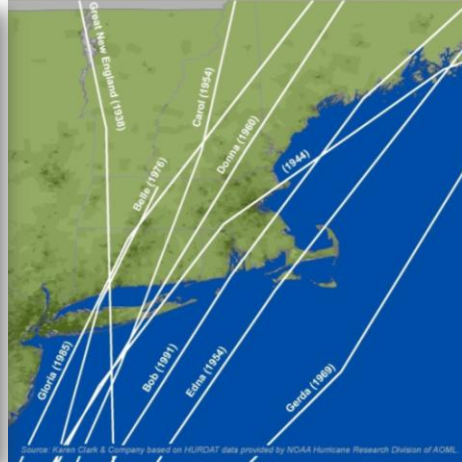 Great New England (1938)
Carol (1954)
Donna (1960)
Belle (1976)
(1944)
Gloria (1985)
Bob (1991)
Edna (1954)
Gerda (1969)
Source: Karen Clark & Company based on HURDAT data provided by NOAA Hurricane Research Division of AOML.